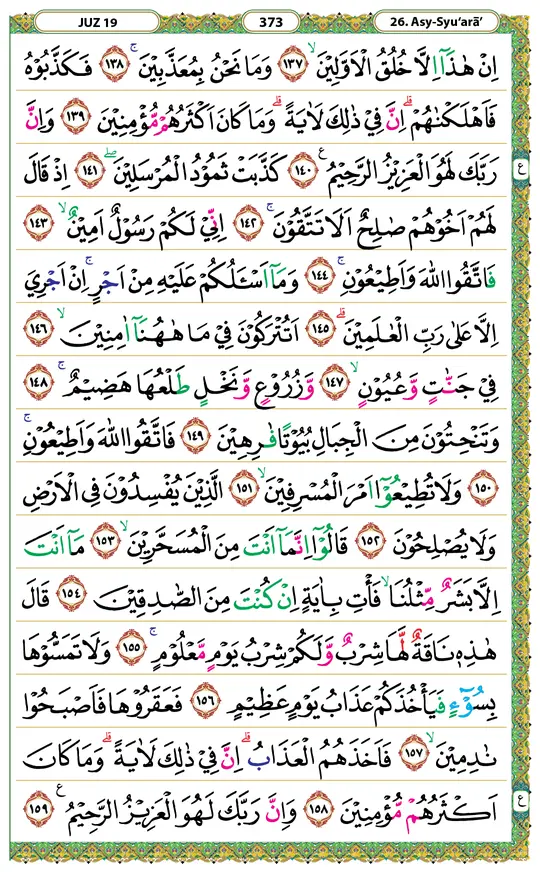 JUZ 19 373 26. Asy-Syu‘arā’
اِنْ هٰذَآ اِلَّا خُلُقُ الْاَوَّلِيْنَ ۙ ١٣٧ وَمَا نَحْنُ بِمُعَذَّبِيْنَ ۚ ١٣٨ فَكَذَّبُوْهُ
فَاَهْلَكْنٰهُمْ ۗ اِنَّ فِيْ ذٰلِكَ لَاٰيَةً ۗ وَمَا كَانَ اَكْثَرُهُمْ مُّؤْمِنِيْنَ ١٣٩ وَاِنَّ
رَبَّكَ لَهُوَ الْعَزِيْزُ الرَّحِيْمُ ࣖ ١٤٠ كَذَّبَتْ ثَمُوْدُ الْمُرْسَلِيْنَ ۖ ١٤١ اِذْ قَالَ
ع
لَهُمْ اَخُوْهُمْ صٰلِحٌ اَلَا تَتَّقُوْنَ ۚ ١٤٢ اِنِّيْ لَكُمْ رَسُوْلٌ اَمِيْنٌ ۙ ١٤٣
فَاتَّقُوا اللّٰهَ وَاَطِيْعُوْنِ ۚ ١٤٤ وَمَآ اَسْـَٔلُكُمْ عَلَيْهِ مِنْ اَجْرٍ ۚ اِنْ اَجْرِيَ
اِلَّا عَلٰى رَبِّ الْعٰلَمِيْنَ ۗ ١٤٥ اَتُتْرَكُوْنَ فِيْ مَا هٰهُنَآ اٰمِنِيْنَ ۙ ١٤٦
فِيْ جَنّٰتٍ وَّعُيُوْنٍ ۙ ١٤٧ وَّزُرُوْعٍ وَّنَخْلٍ طَلْعُهَا هَضِيْمٌ ۚ ١٤٨
وَتَنْحِتُوْنَ مِنَ الْجِبَالِ بُيُوْتًا فٰرِهِيْنَ ١٤٩ فَاتَّقُوا اللّٰهَ وَاَطِيْعُوْنِ ۚ
١٥٠ وَلَا تُطِيْعُوْٓا اَمْرَ الْمُسْرِفِيْنَ ۙ ١٥١ الَّذِيْنَ يُفْسِدُوْنَ فِى الْاَرْضِ
وَلَا يُصْلِحُوْنَ ١٥٢ قَالُوْٓا اِنَّمَآ اَنْتَ مِنَ الْمُسَحَّرِيْنَ ۙ ١٥٣ مَآ اَنْتَ
اِلَّا بَشَرٌ مِّثْلُنَا ۙ فَأْتِ بِاٰيَةٍ اِنْ كُنْتَ مِنَ الصّٰدِقِيْنَ ١٥٤ قَالَ
هٰذِهٖ نَاقَةٌ لَّهَا شِرْبٌ وَّلَكُمْ شِرْبُ يَوْمٍ مَّعْلُوْمٍ ۚ ١٥٥ وَلَا تَمَسُّوْهَا
بِسُوْۤءٍ فَيَأْخُذَكُمْ عَذَابُ يَوْمٍ عَظِيْمٍ ١٥٦ فَعَقَرُوْهَا فَاَصْبَحُوْا
نٰدِمِيْنَ ۙ ١٥٧ فَاَخَذَهُمُ الْعَذَابُ ۗ اِنَّ فِيْ ذٰلِكَ لَاٰيَةً ۗ وَمَا كَانَ
اَكْثَرُهُمْ مُّؤْمِنِيْنَ ١٥٨ وَاِنَّ رَبَّكَ لَهُوَ الْعَزِيْزُ الرَّحِيْمُ ࣖ ١٥٩
ع